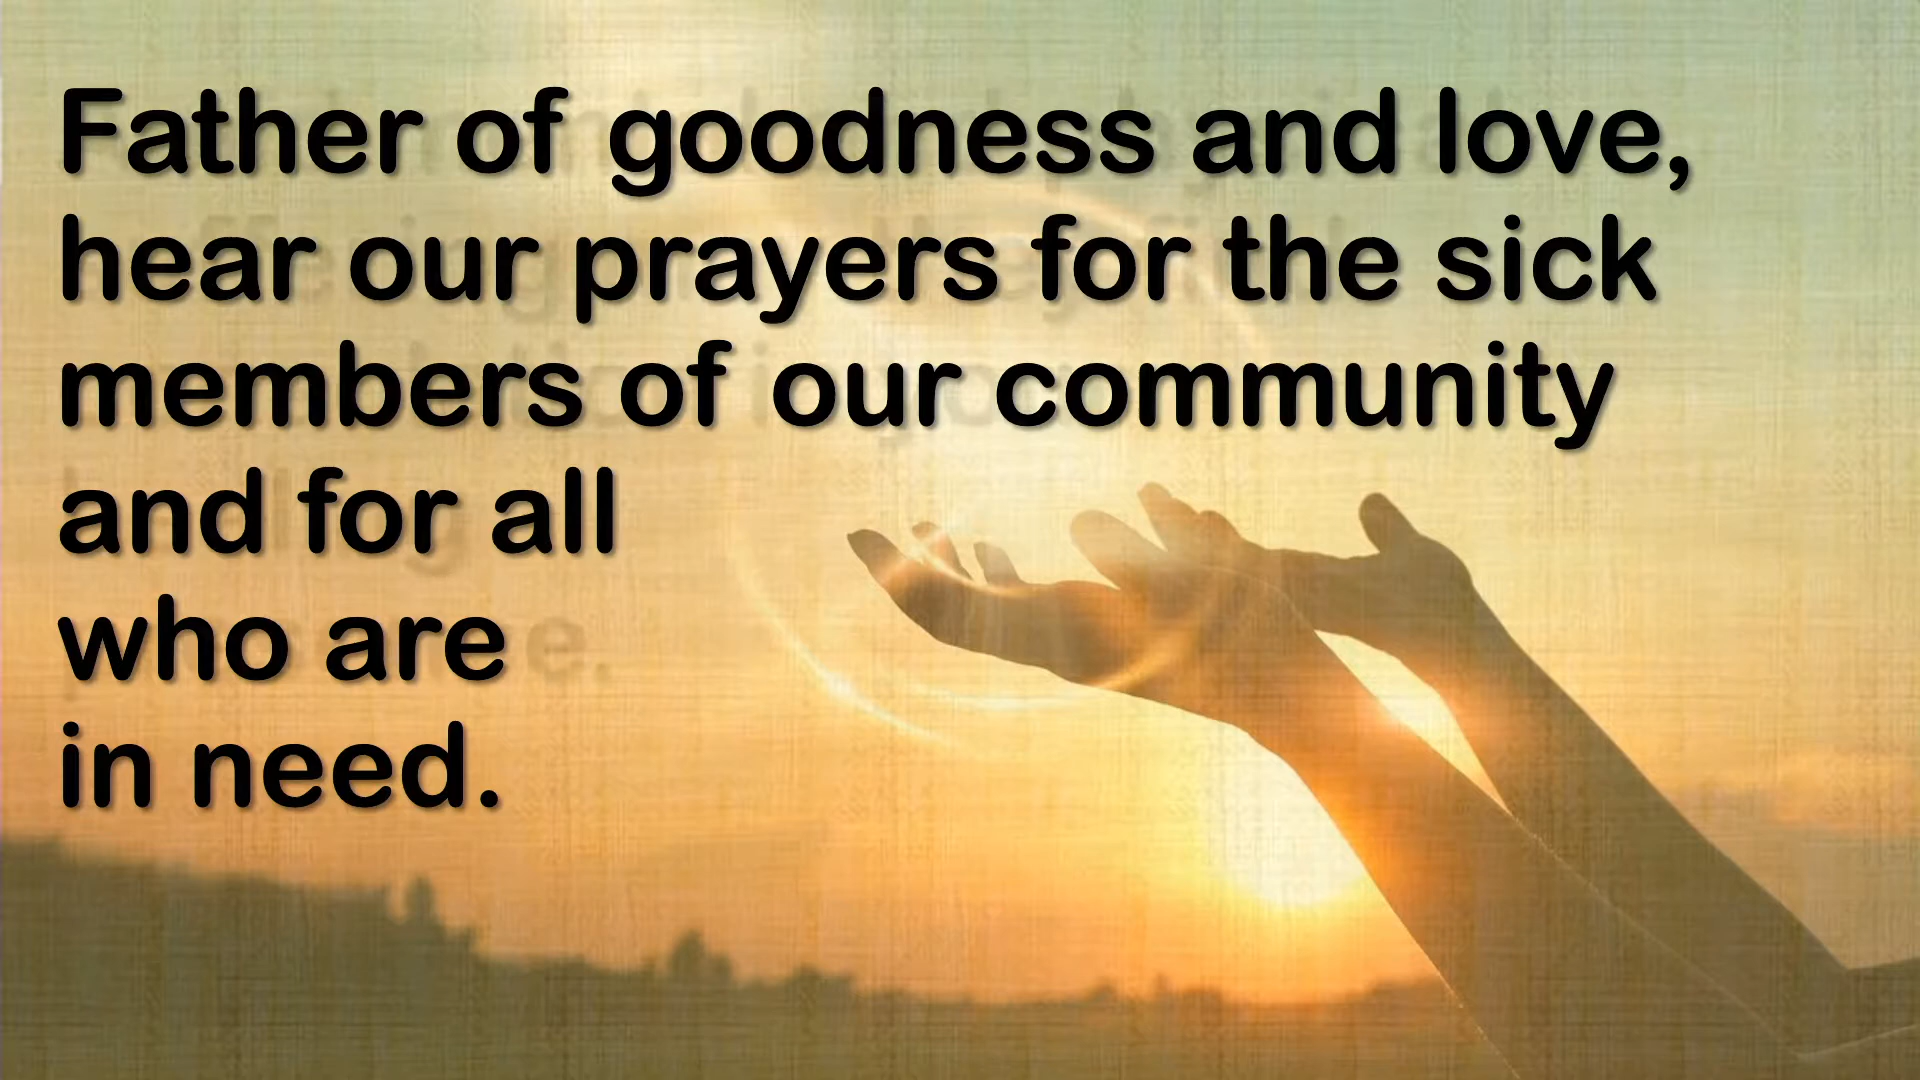 Father of goodness and love,
hear our prayers for the sick
members of our community
and for all
who are
in need.